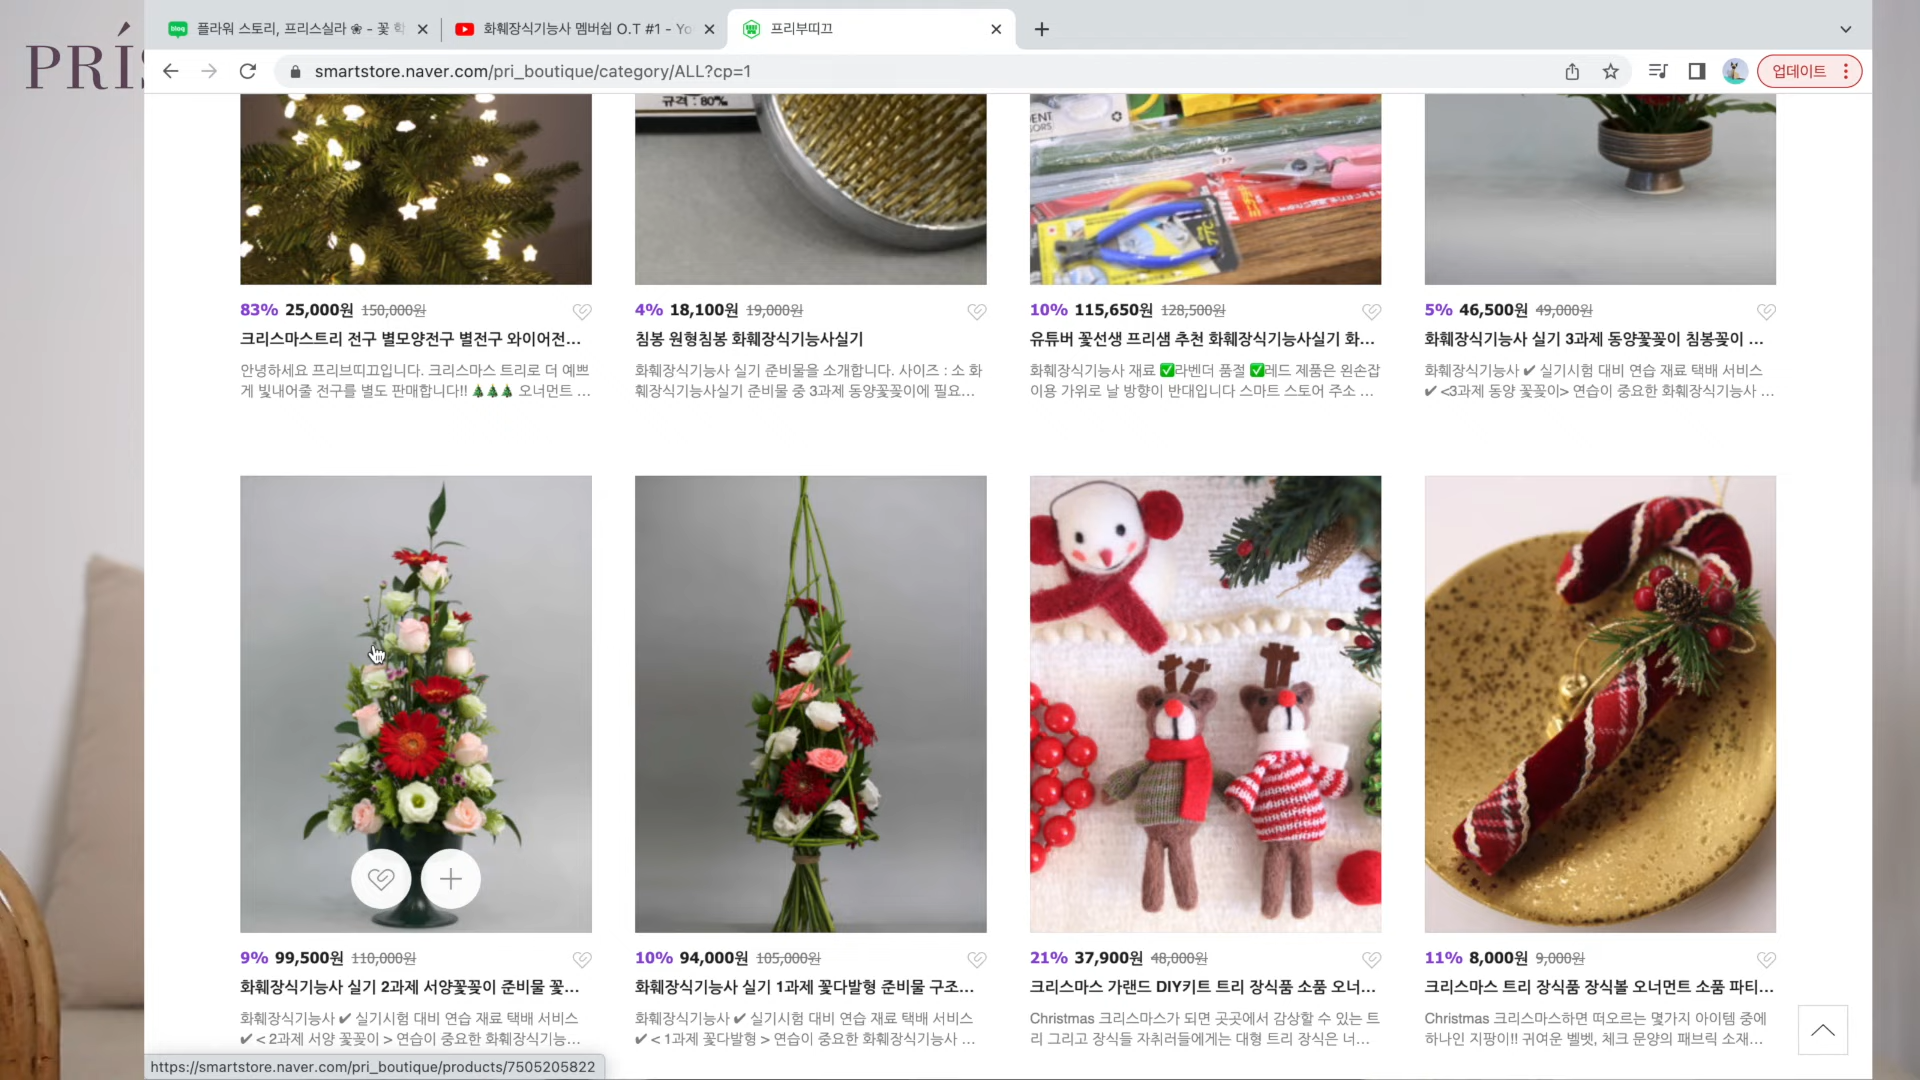 PRÍS
플라워 스토리, 프리스실라 ❀ - 꽃
화훼장식기능사 멤버쉽 O.T #1 - Yo
프리부띠끄
smartstore.naver.com/pri_boutique/category/ALL?cp=1
업데이트
규격 : 80%
83% 25,000원 150,000원
크리스마스트리 전구 별모양전구 별전구 와이어전...
안녕하세요 프리브띠끄입니다. 크리스마스 트리로 더 예쁘
게 빛내어줄 전구를 별도 판매합니다!! 🎄🎄🎄 오너먼트 ...
4% 18,100원 19,000원
침봉 원형침봉 화훼장식기능사실기
화훼장식기능사 실기 준비물을 소개합니다. 사이즈 : 소 화
훼장식기능사실기 준비물 중 3과제 동양꽃꽂이에 필요...
10% 115,650원 128,500원
유튜버 꽃선생 프리샘 추천 화훼장식기능사실기 화...
화훼장식기능사 재료 ✅라벤더 품절 ✅레드 제품은 왼손잡
이용 가위로 날 방향이 반대입니다 스마트 스토어 주소 ...
5% 46,500원 49,000원
화훼장식기능사 실기 3과제 동양꽃꽂이 침봉꽂이 ...
화훼장식기능사 ✔ 실기시험 대비 연습 재료 택배 서비스
✔ <3과제 동양 꽃꽂이> 연습이 중요한 화훼장식기능사 ...
9% 99,500원 110,000원
화훼장식기능사 실기 2과제 서양꽃꽂이 준비물 꽃...
화훼장식기능사 ✔ 실기시험 대비 연습 재료 택배 서비스
✔ < 2과제 서양 꽃꽂이 > 연습이 중요한 화훼장식기능...
10% 94,000원 105,000원
화훼장식기능사 실기 1과제 꽃다발형 준비물 구조...
화훼장식기능사 ✔ 실기시험 대비 연습 재료 택배 서비스
✔ < 1과제 꽃다발형 > 연습이 중요한 화훼장식기능사 ...
21% 37,900원 48,000원
크리스마스 가랜드 DIY키트 트리 장식품 소품 오너...
Christmas 크리스마스가 되면 곳곳에서 감상할 수 있는 트
리 그리고 장식들 자취러들에게는 대형 트리 장식은 너...
11% 8,000원 9,000원
크리스마스 트리 장식품 장식볼 오너먼트 소품 파티...
Christmas 크리스마스하면 떠오르는 몇가지 아이템 중에
하나인 지팡이!! 귀여운 벨벳, 체크 문양의 패브릭 소재...
https://smartstore.naver.com/pri_boutique/products/7505205822